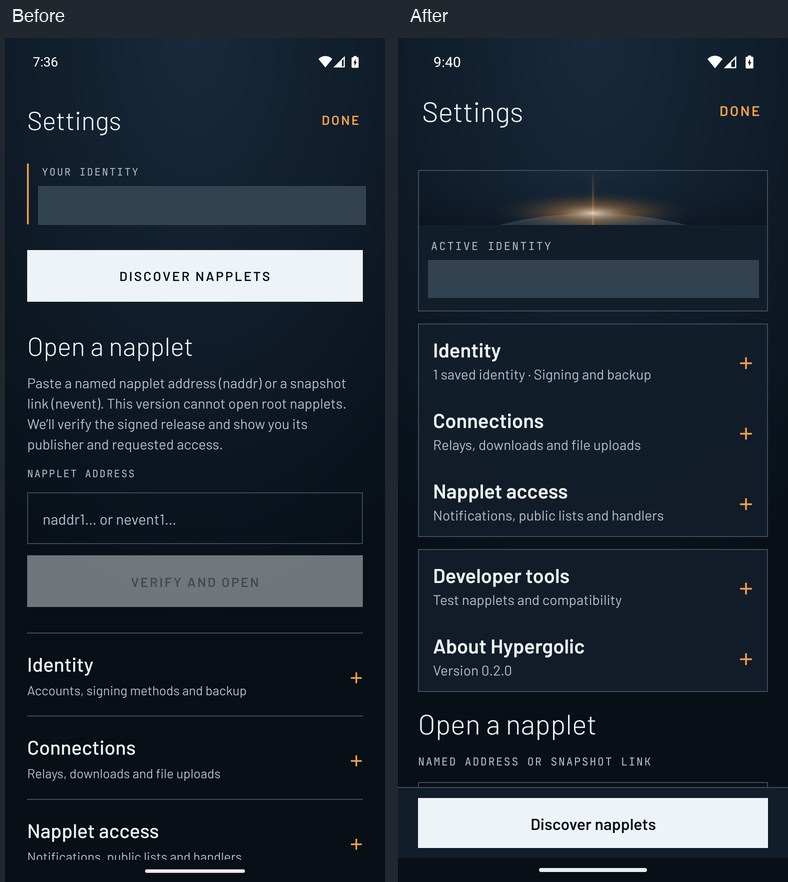 Before
7:36
Settings
DONE
YOUR IDENTITY
DISCOVER NAPPLETS
Open a napplet
Paste a named napplet address (naddr) or a snapshot
link (nevent). This version cannot open root napplets.
We'll verify the signed release and show you its
publisher and requested access.
NAPPLET ADDRESS
naddr1... or nevent1...
VERIFY AND OPEN
Identity
Accounts, signing methods and backup
+
Connections
Relays, downloads and file uploads
+
Napplet access
Notifications, public lists and handlers
+
After
9:40
Settings
DONE
ACTIVE IDENTITY
Identity
1 saved identity · Signing and backup
+
Connections
Relays, downloads and file uploads
+
Napplet access
Notifications, public lists and handlers
+
Developer tools
Test napplets and compatibility
+
About Hypergolic
Version 0.2.0
+
Open a napplet
NAMED ADDRESS OR SNAPSHOT LINK
Discover napplets